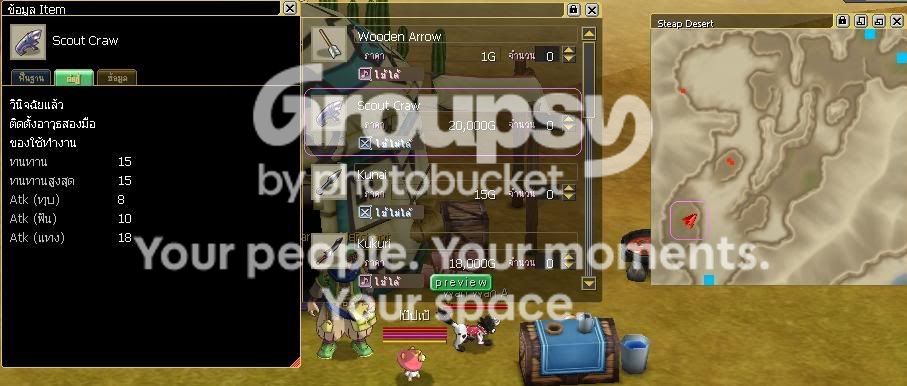 ข้อมูล Item
Scout Craw
พื้นฐาน
ข้อมูล
วินิจฉัยแล้ว
ติดตั้งอาวุธสองมือ
ของใช้ทำงาน
ทนทาน 15
ทนทานสูงสุด 15
Atk (ทุบ) 8
Atk (ฟัน) 10
Atk (แทง) 18
Wooden Arrow
ราคา 1G จำนวน 0
ใช้ได้
Scout Craw
ราคา 20,000G จำนวน 0
ใช้ไม่ได้
Kunai
ราคา 15G จำนวน 0
ใช้ไม่ได้
Kukuri
ราคา 18,000G จำนวน 0
ใช้ได้
preview
Steap Desert
Groupsy
by photobucket
Your people. Your moments.
Your space.